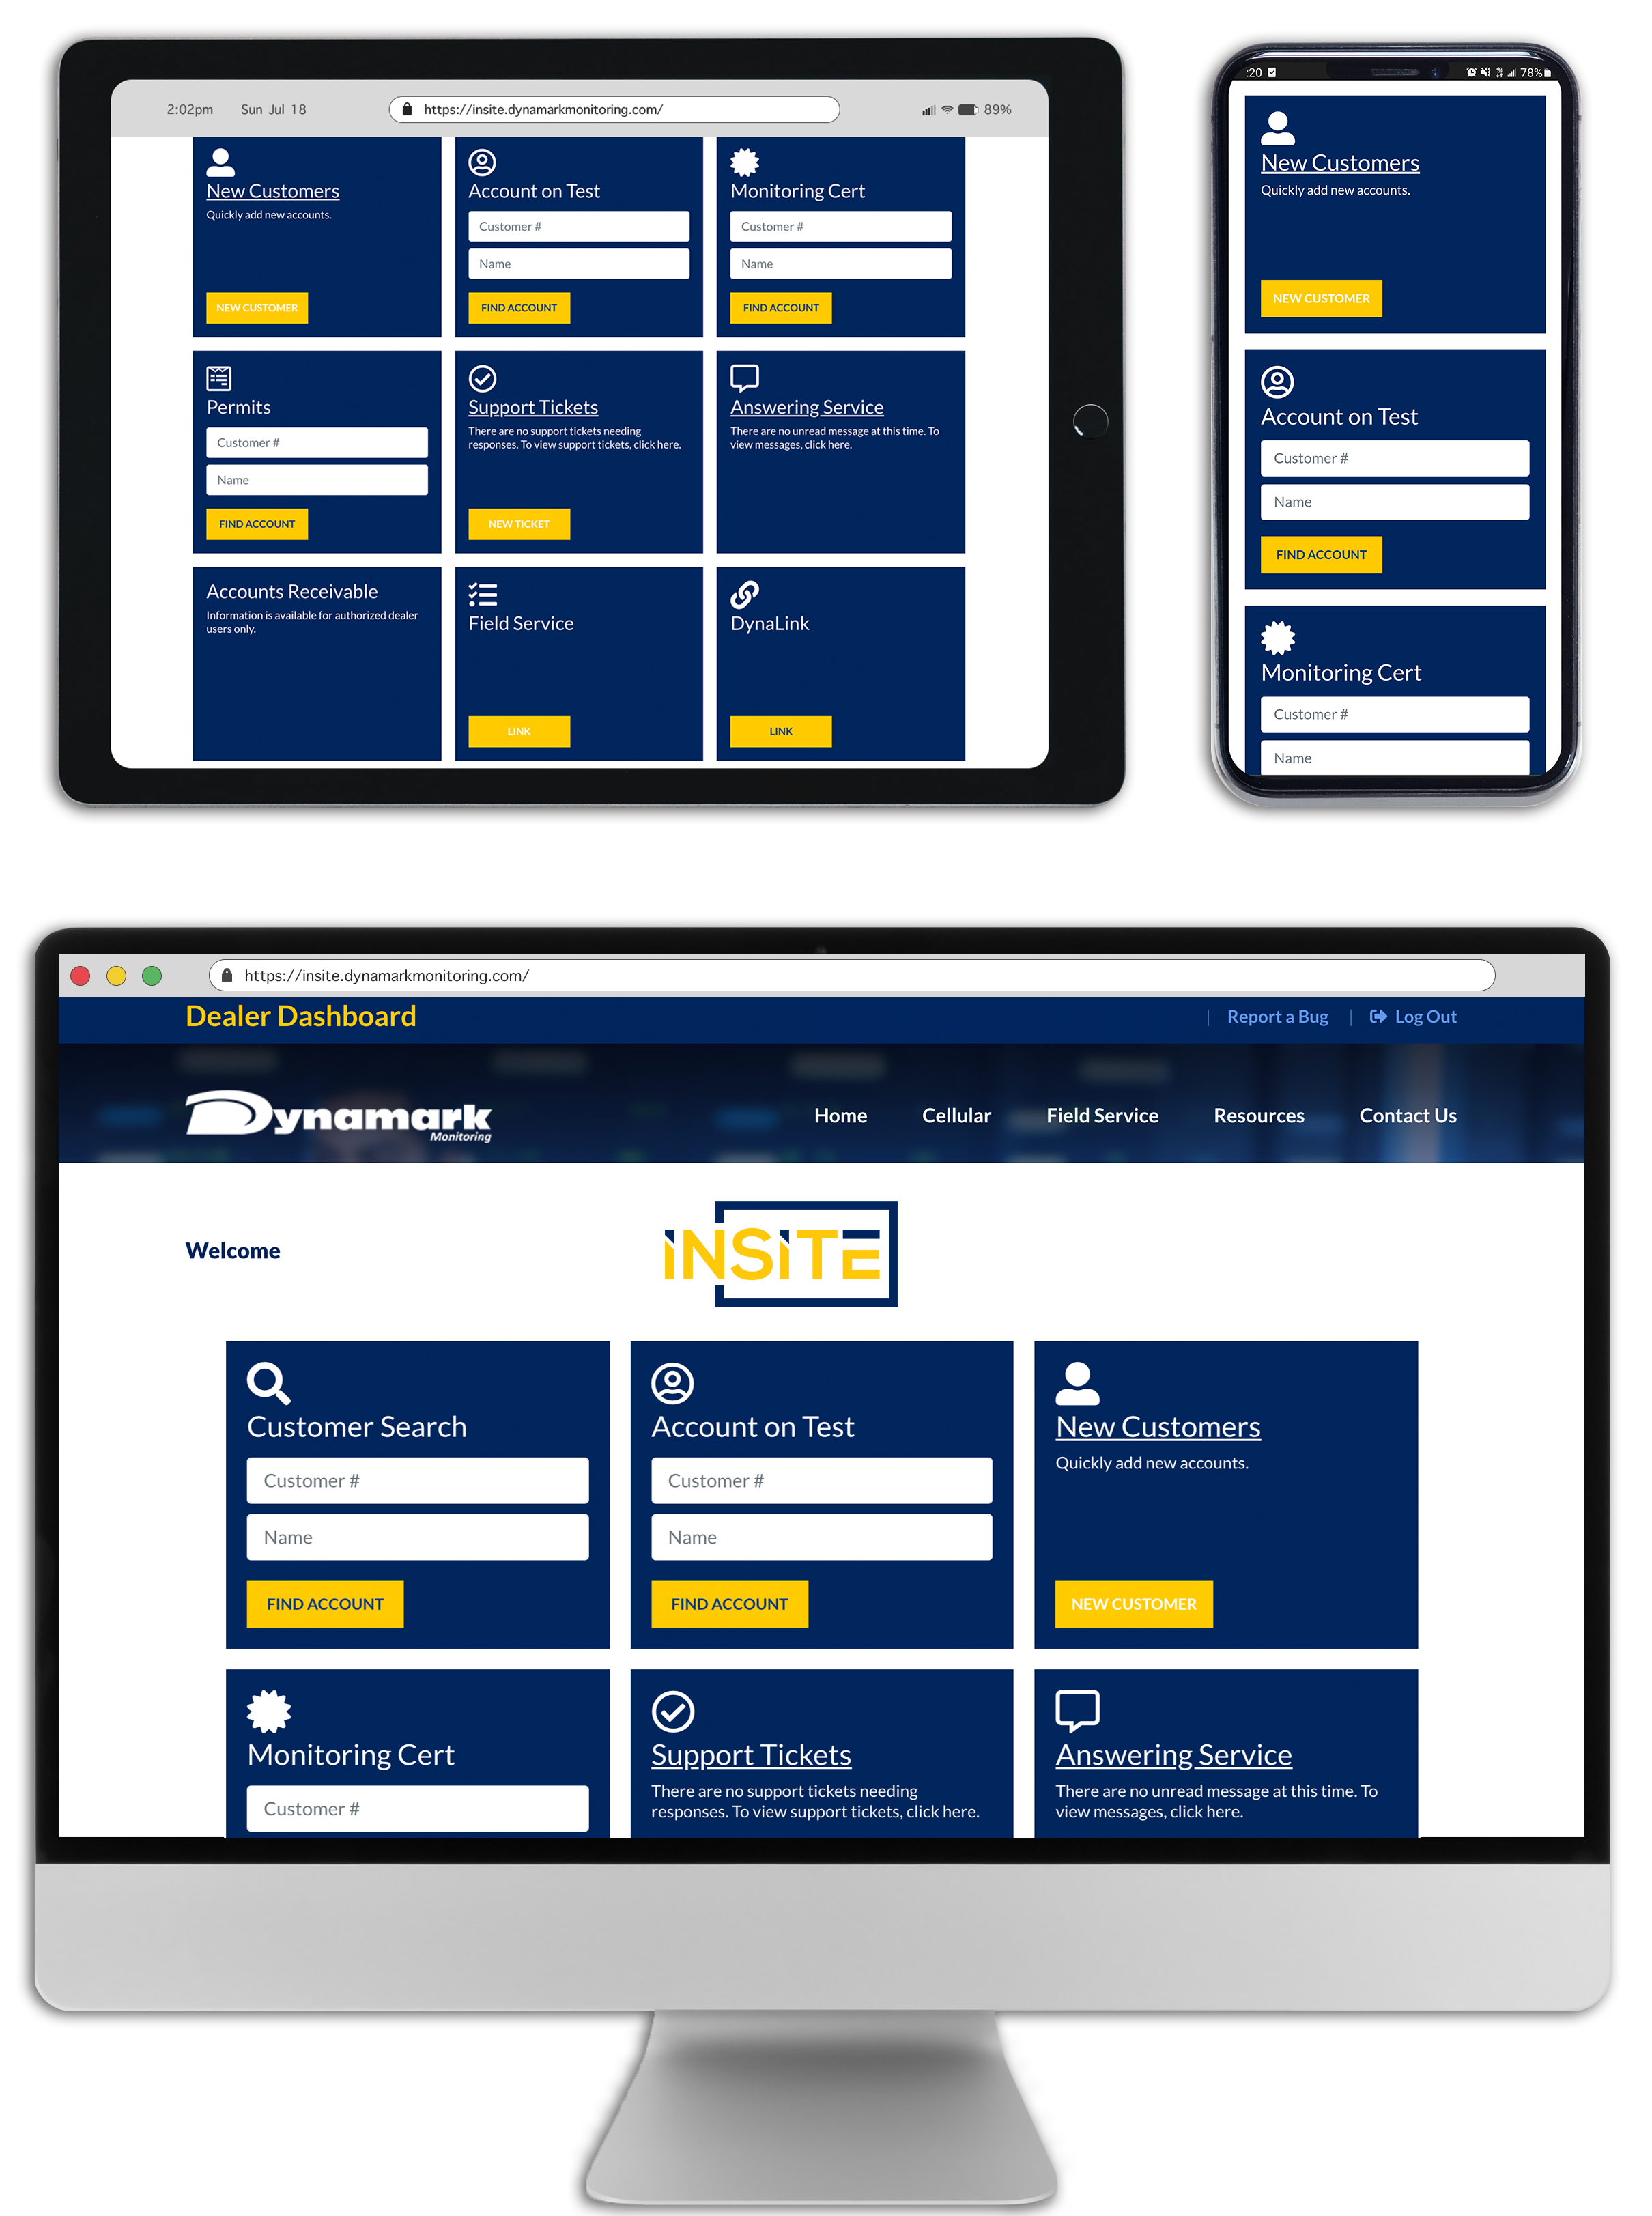 2:02pm Sun Jul 18 https://insite.dynamarkmonitoring.com/ 89%
New Customers
Quickly add new accounts.
NEW CUSTOMER
Account on Test
Customer #
Name
FIND ACCOUNT
Monitoring Cert
Customer #
Name
FIND ACCOUNT
Permits
Customer #
Name
FIND ACCOUNT
Support Tickets
There are no support tickets needing
responses. To view support tickets, click here.
NEW TICKET
Answering Service
There are no unread message at this time. To
view messages, click here.
Accounts Receivable
Information is available for authorized dealer
users only.
Field Service
LINK
DynaLink
LINK
:20 78%
New Customers
Quickly add new accounts.
NEW CUSTOMER
Account on Test
Customer #
Name
FIND ACCOUNT
Monitoring Cert
Customer #
Name
https://insite.dynamarkmonitoring.com/
Dealer Dashboard | Report a Bug | Log Out
Dynamark
Monitoring
Home Cellular Field Service Resources Contact Us
Welcome
INSITE
Customer Search
Customer #
Name
FIND ACCOUNT
Account on Test
Customer #
Name
FIND ACCOUNT
New Customers
Quickly add new accounts.
NEW CUSTOMER
Monitoring Cert
Customer #
Support Tickets
There are no support tickets needing
responses. To view support tickets, click here.
Answering Service
There are no unread message at this time. To
view messages, click here.